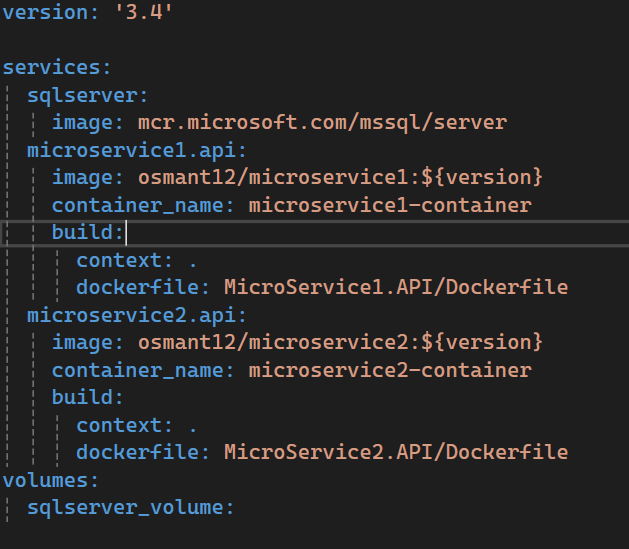 version: '3.4'
services:
sqlserver:
image: mcr.microsoft.com/mssql/server
microservice1.api:
image: osmant12/microservice1:${version}
container_name: microservice1-container
build:
context: .
dockerfile: MicroService1.API/Dockerfile
microservice2.api:
image: osmant12/microservice2:${version}
container_name: microservice2-container
build:
context: .
dockerfile: MicroService2.API/Dockerfile
volumes:
sqlserver_volume: